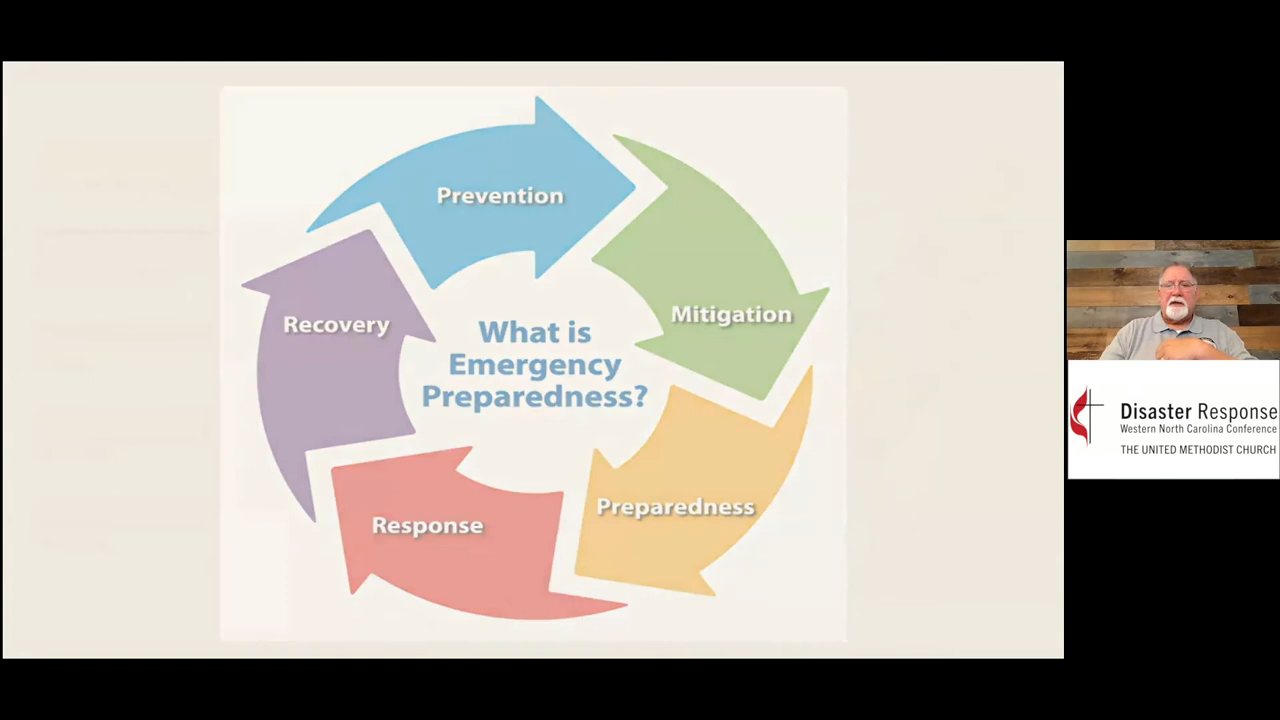 Prevention
Mitigation
Recovery
What is
Emergency
Preparedness?
Preparedness
Response
Disaster Response
Western North Carolina Conference
THE UNITED METHODIST CHURCH